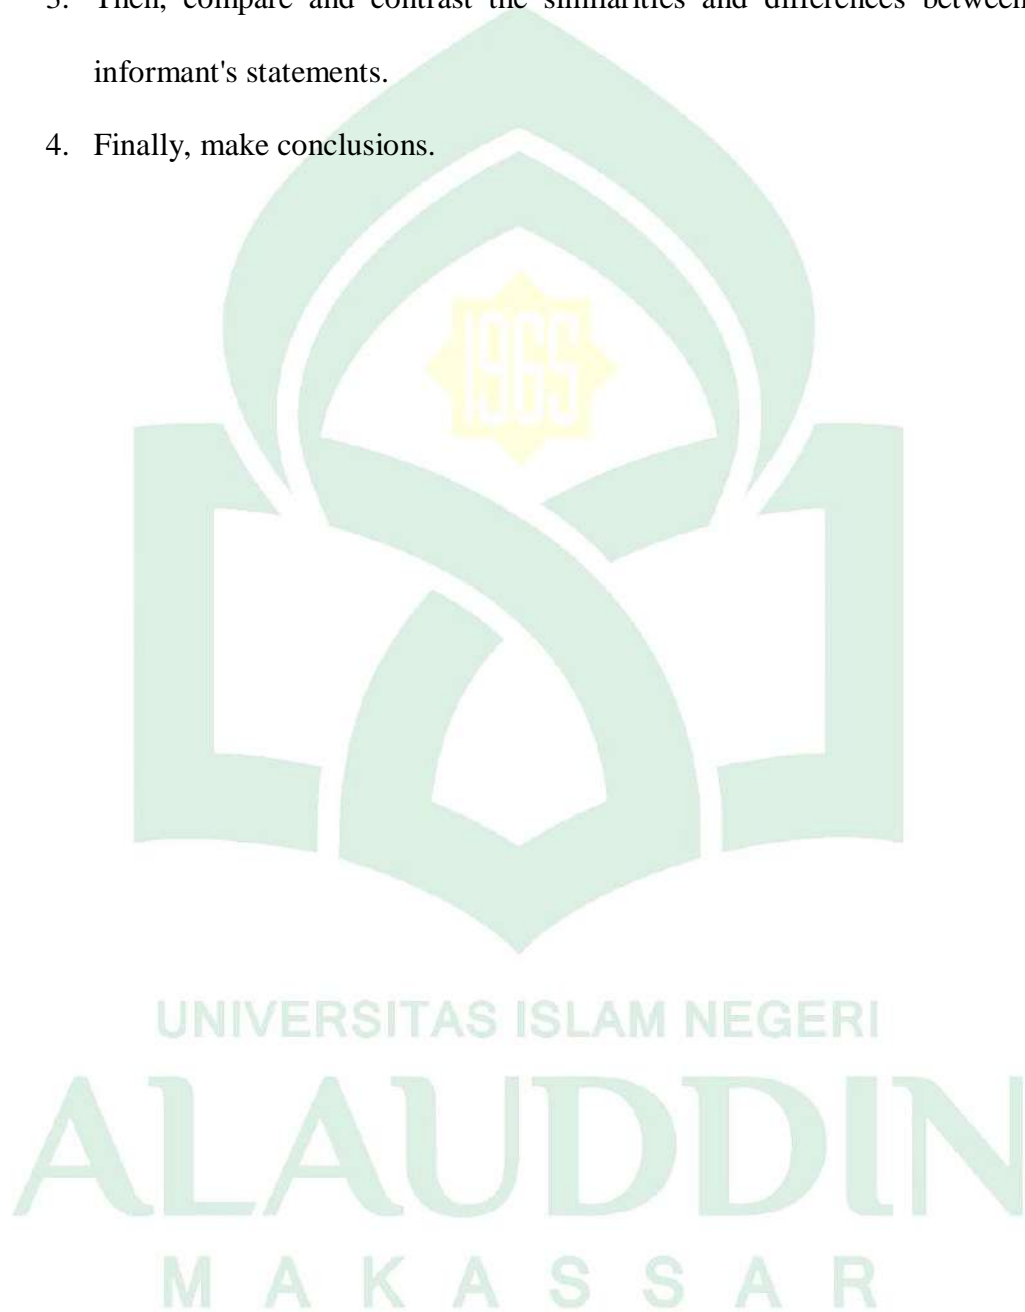 3. Then, compare and contrast the similarities and differences between
informant's statements.
4. Finally, make conclusions.
1965
UNIVERSITAS ISLAM NEGERI
ALAUDDIN
MAKASSAR